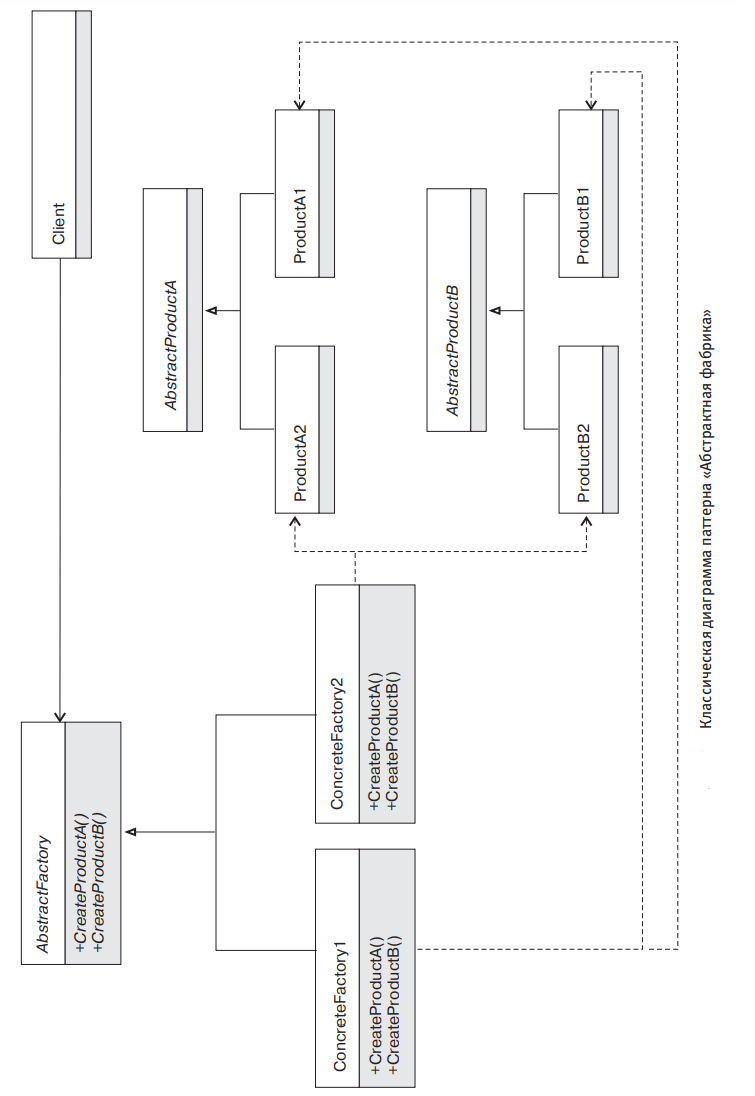 Client
AbstractFactory
+CreateProductA()
+CreateProductB()
AbstractProductA
ProductA2
ProductA1
ConcreteFactory1
+CreateProductA()
+CreateProductB()
ConcreteFactory2
+CreateProductA()
+CreateProductB()
AbstractProductB
ProductB2
ProductB1
Классическая диаграмма паттерна «Абстрактная фабрика»